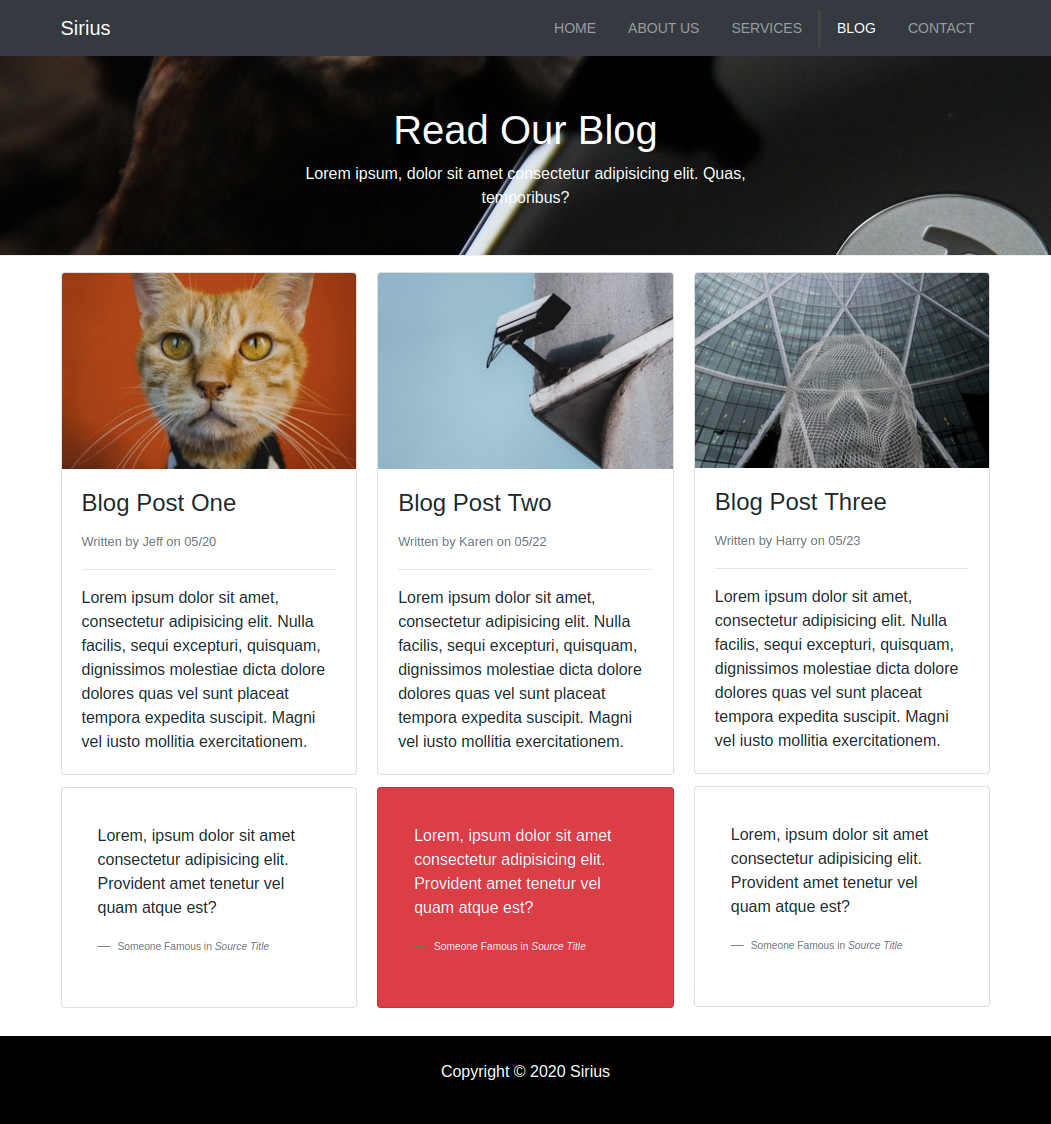 Sirius
HOME ABOUT US SERVICES BLOG CONTACT
Read Our Blog
Lorem ipsum, dolor sit amet consectetur adipisicing elit. Quas,
temporibus?
Blog Post One
Written by Jeff on 05/20
Lorem ipsum dolor sit amet,
consectetur adipisicing elit. Nulla
facilis, sequi excepturi, quisquam,
dignissimos molestiae dicta dolore
dolores quas vel sunt placeat
tempora expedita suscipit. Magni
vel iusto mollitia exercitationem.
Blog Post Two
Written by Karen on 05/22
Lorem ipsum dolor sit amet,
consectetur adipisicing elit. Nulla
facilis, sequi excepturi, quisquam,
dignissimos molestiae dicta dolore
dolores quas vel sunt placeat
tempora expedita suscipit. Magni
vel iusto mollitia exercitationem.
Blog Post Three
Written by Harry on 05/23
Lorem ipsum dolor sit amet,
consectetur adipisicing elit. Nulla
facilis, sequi excepturi, quisquam,
dignissimos molestiae dicta dolore
dolores quas vel sunt placeat
tempora expedita suscipit. Magni
vel iusto mollitia exercitationem.
Lorem, ipsum dolor sit amet
consectetur adipisicing elit.
Provident amet tenetur vel
quam atque est?
— Someone Famous in Source Title
Lorem, ipsum dolor sit amet
consectetur adipisicing elit.
Provident amet tenetur vel
quam atque est?
— Someone Famous in Source Title
Lorem, ipsum dolor sit amet
consectetur adipisicing elit.
Provident amet tenetur vel
quam atque est?
— Someone Famous in Source Title
Copyright © 2020 Sirius